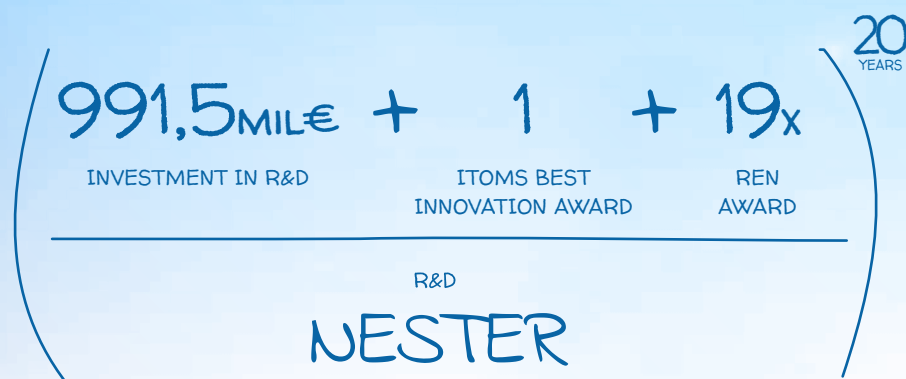 20
YEARS
991,5MIL€ + 1 + 19x
INVESTMENT IN R&D
ITOMS BEST
INNOVATION AWARD
REN
AWARD
R&D
NESTER